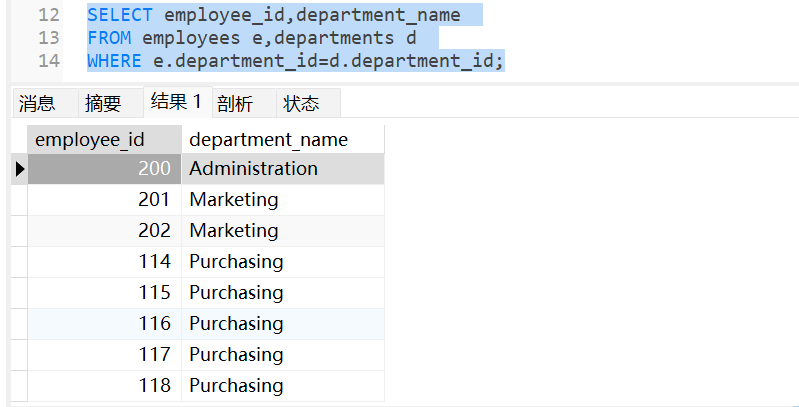 12 SELECT employee_id,department_name
13 FROM employees e,departments d
14 WHERE e.department_id=d.department_id;
消息 摘要 结果 1 剖析 状态
employee_id department_name
200 Administration
201 Marketing
202 Marketing
114 Purchasing
115 Purchasing
116 Purchasing
117 Purchasing
118 Purchasing